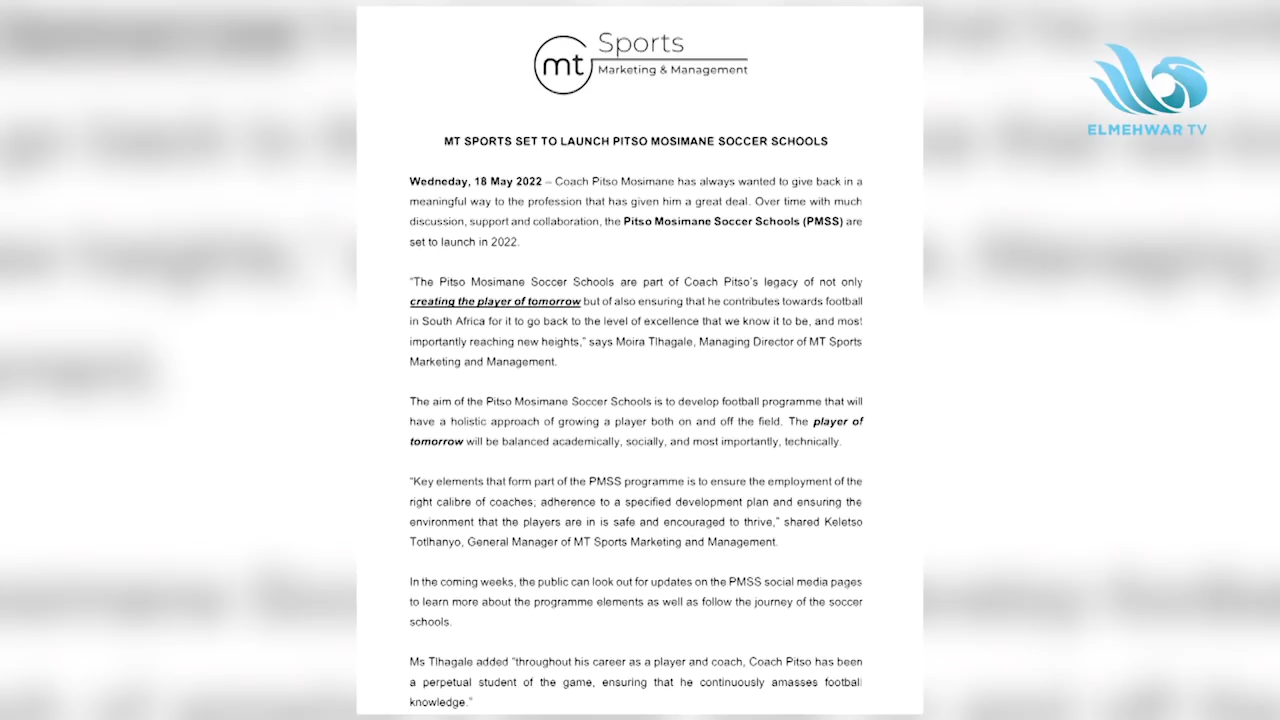 mt Sports
Marketing & Management
ELMEHWAR TV
MT SPORTS SET TO LAUNCH PITSO MOSIMANE SOCCER SCHOOLS
Wedneday, 18 May 2022 – Coach Pitso Mosimane has always wanted to give back in a
meaningful way to the profession that has given him a great deal. Over time with much
discussion, support and collaboration, the Pitso Mosimane Soccer Schools (PMSS) are
set to launch in 2022.
“The Pitso Mosimane Soccer Schools are part of Coach Pitso’s legacy of not only
creating the player of tomorrow but of also ensuring that he contributes towards football
in South Africa for it to go back to the level of excellence that we know it to be, and most
importantly reaching new heights,” says Moira Tlhagale, Managing Director of MT Sports
Marketing and Management.
The aim of the Pitso Mosimane Soccer Schools is to develop football programme that will
have a holistic approach of growing a player both on and off the field. The player of
tomorrow will be balanced academically, socially, and most importantly, technically.
“Key elements that form part of the PMSS programme is to ensure the employment of the
right calibre of coaches; adherence to a specified development plan and ensuring the
environment that the players are in is safe and encouraged to thrive,” shared Keletso
Totlhanyo, General Manager of MT Sports Marketing and Management.
In the coming weeks, the public can look out for updates on the PMSS social media pages
to learn more about the programme elements as well as follow the journey of the soccer
schools.
Ms Tlhagale added “throughout his career as a player and coach, Coach Pitso has been
a perpetual student of the game, ensuring that he continuously amasses football
knowledge.”